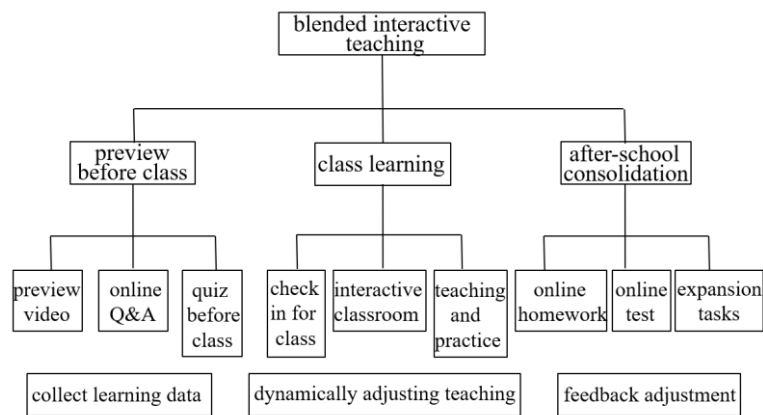 blended interactive
teaching
preview
before class
class learning
after-school
consolidation
preview
video
online
Q&A
quiz
before
class
check
in for
class
interactive
classroom
teaching
and
practice
online
homework
online
test
expansion
tasks
collect learning data
dynamically adjusting teaching
feedback adjustment